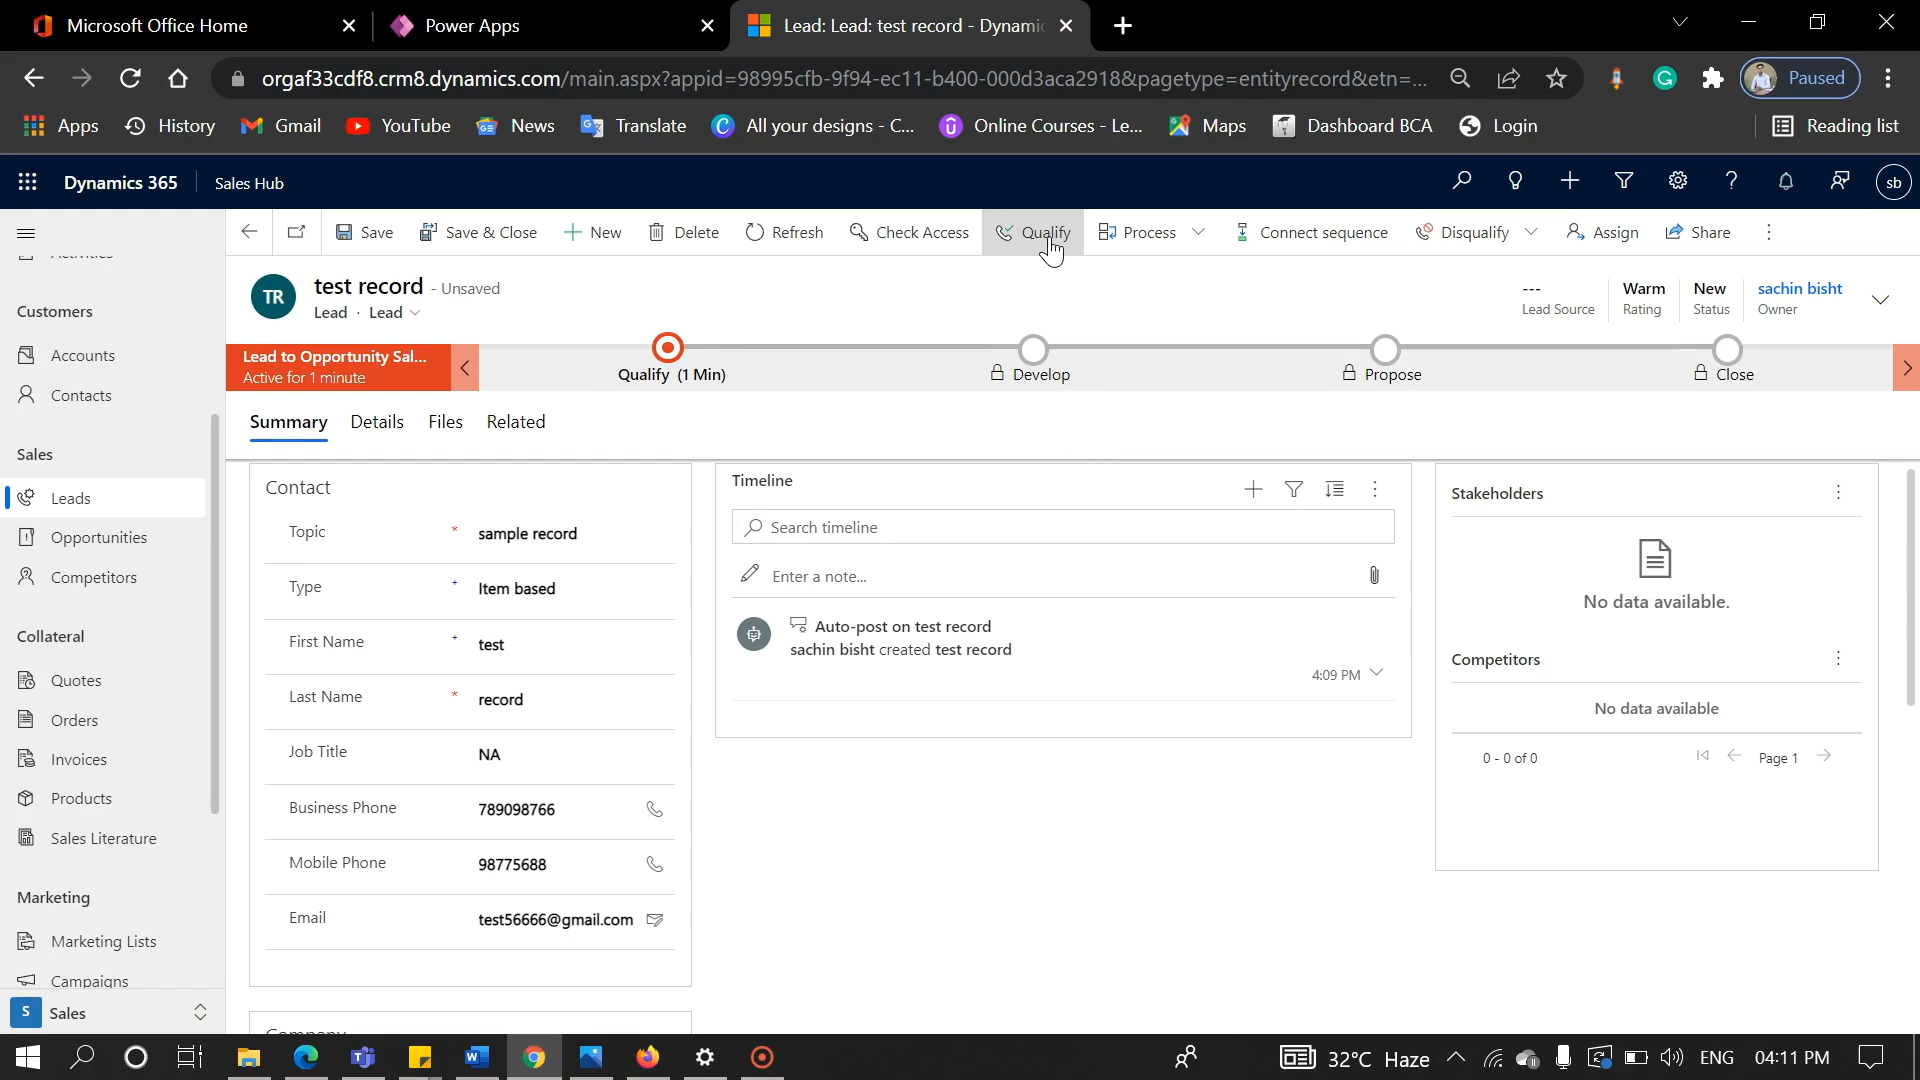 Microsoft Office Home
Power Apps
Lead: Lead: test record - Dynamic
orgaf33cdf8.crm8.dynamics.com/main.aspx?appid=98995cfb-9f94-ec11-b400-000d3aca2918&pagetype=entityrecord&etn=...
Paused
Apps
History
Gmail
YouTube
News
Translate
All your designs - C...
Online Courses - Le...
Maps
Dashboard BCA
Login
Reading list
Dynamics 365
Sales Hub
sb
Save
Save & Close
New
Delete
Refresh
Check Access
Qualify
Process
Connect sequence
Disqualify
Assign
Share
Activities
Customers
Accounts
Contacts
Sales
Leads
Opportunities
Competitors
Collateral
Quotes
Orders
Invoices
Products
Sales Literature
Marketing
Marketing Lists
Campaigns
S
Sales
TR
test record - Unsaved
Lead · Lead
---
Lead Source
Warm
Rating
New
Status
sachin bisht
Owner
Lead to Opportunity Sal...
Active for 1 minute
Qualify (1 Min)
Develop
Propose
Close
Summary
Details
Files
Related
Contact
Topic * sample record
Type + Item based
First Name + test
Last Name * record
Job Title NA
Business Phone 789098766
Mobile Phone 98775688
Email test56666@gmail.com
Company
Timeline
Search timeline
Enter a note...
Auto-post on test record
sachin bisht created test record
4:09 PM
Stakeholders
No data available.
Competitors
No data available
0 - 0 of 0
Page 1
32°C Haze
ENG
04:11 PM